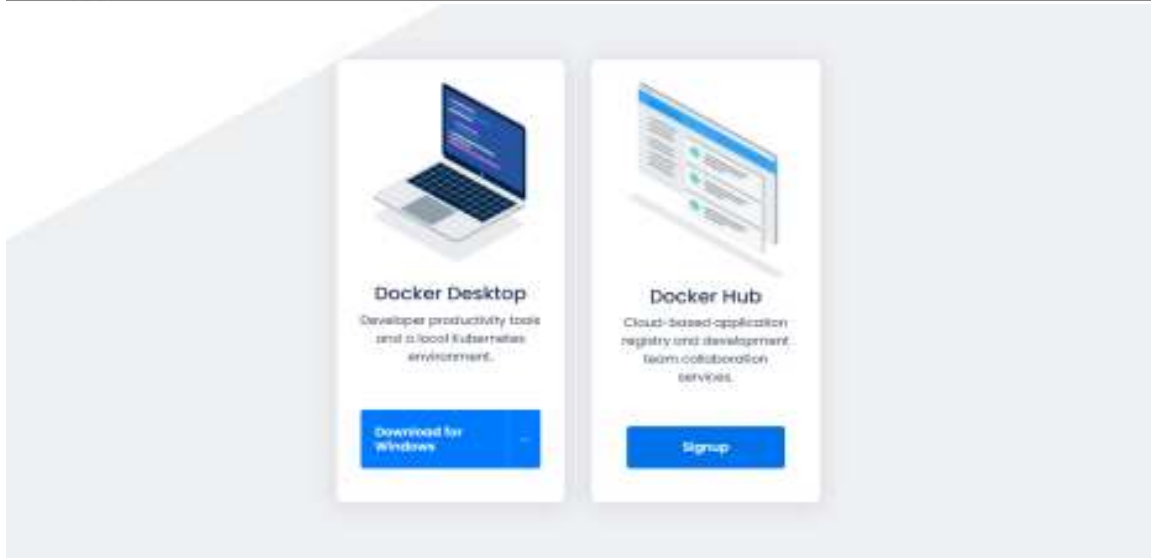 Docker Desktop
Developer productivity tools
and a local Kubernetes
environment.
Download for
Windows
Docker Hub
Cloud-based application
registry and development
team collaboration
services.
Signup